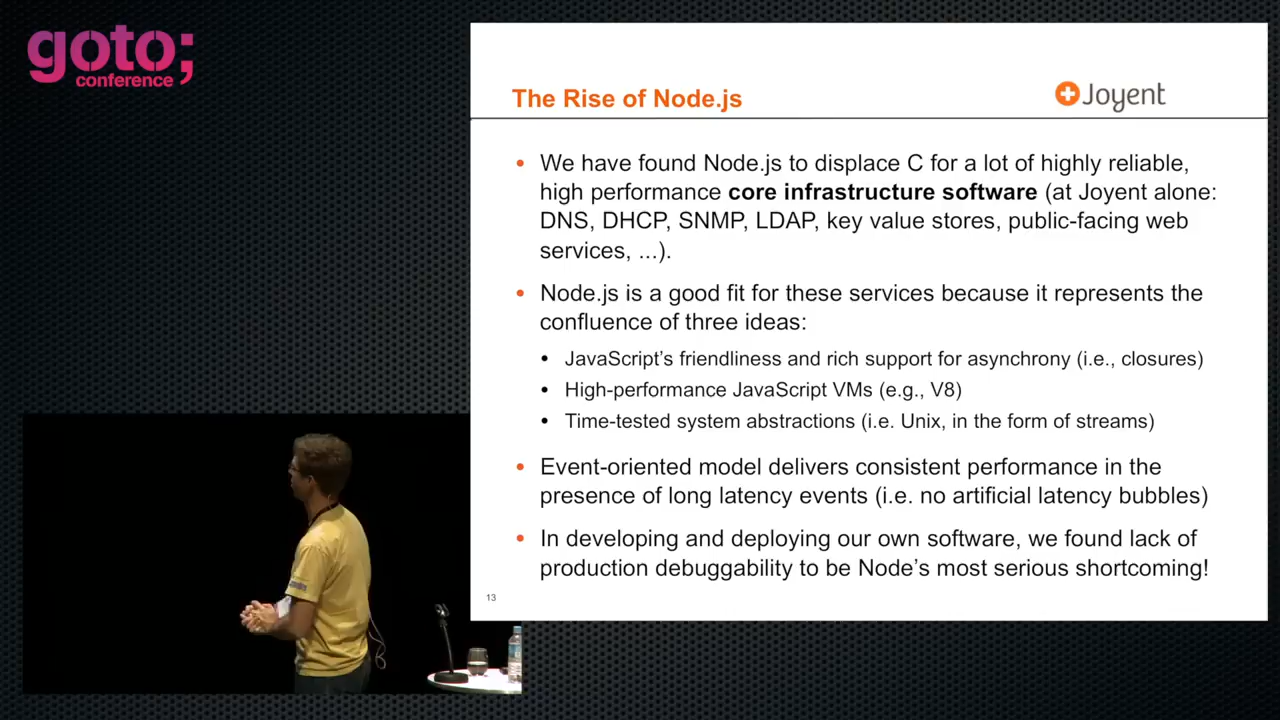 goto;
conference
The Rise of Node.js
Joyent
• We have found Node.js to displace C for a lot of highly reliable,
high performance core infrastructure software (at Joyent alone:
DNS, DHCP, SNMP, LDAP, key value stores, public-facing web
services, ...).
• Node.js is a good fit for these services because it represents the
confluence of three ideas:
• JavaScript’s friendliness and rich support for asynchrony (i.e., closures)
• High-performance JavaScript VMs (e.g., V8)
• Time-tested system abstractions (i.e. Unix, in the form of streams)
• Event-oriented model delivers consistent performance in the
presence of long latency events (i.e. no artificial latency bubbles)
• In developing and deploying our own software, we found lack of
production debuggability to be Node’s most serious shortcoming!
13